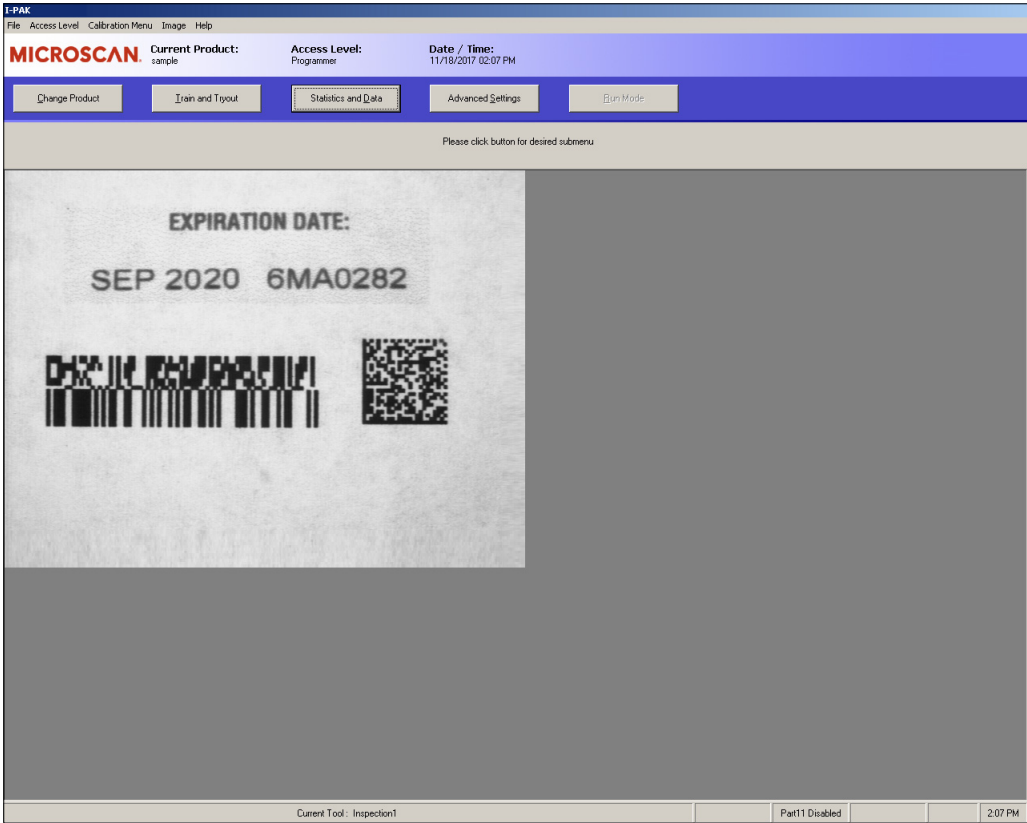 I-PAK
File Access Level Calibration Menu Image Help
MICROSCAN. Current Product: Access Level: Date / Time:
sample Programmer 11/18/2017 02:07 PM
Change Product Train and Tryout Statistics and Data Advanced Settings Run Mode
Please click button for desired submenu
EXPIRATION DATE:
SEP 2020 6MA0282
Current Tool : Inspection1 Part11 Disabled 2:07 PM